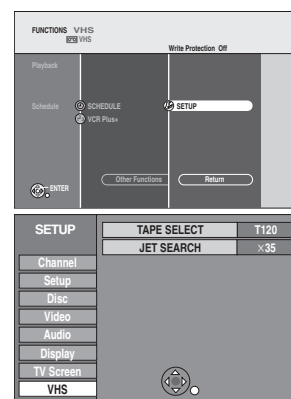 FUNCTIONS VHS
VHS
Write Protection Off
Playback
Schedule
SCHEDULE
VCR Plus+
SETUP
Other Functions
Return
ENTER
SETUP
TAPE SELECT T120
JET SEARCH ×35
Channel
Setup
Disc
Video
Audio
Display
TV Screen
VHS